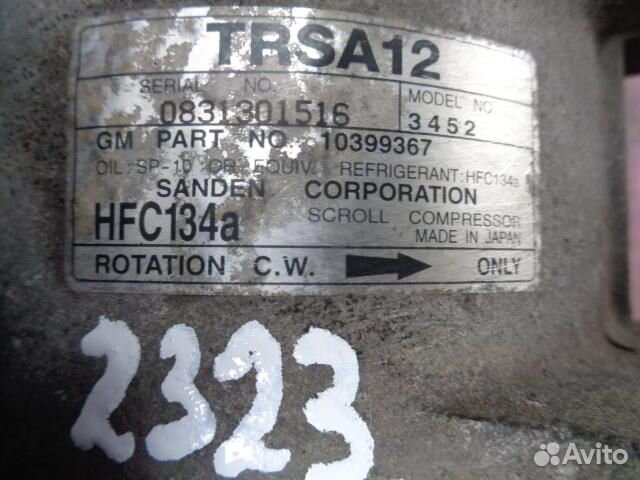 TRSA12
SERIAL NO.
0831301516
MODEL NO.
3452
GM PART NO. 10399367
OIL: SP-10 OR EQUIV. REFRIGERANT: HFC134a
SANDEN CORPORATION
HFC134a SCROLL COMPRESSOR
MADE IN JAPAN
ROTATION C.W. ONLY
2323
Avito